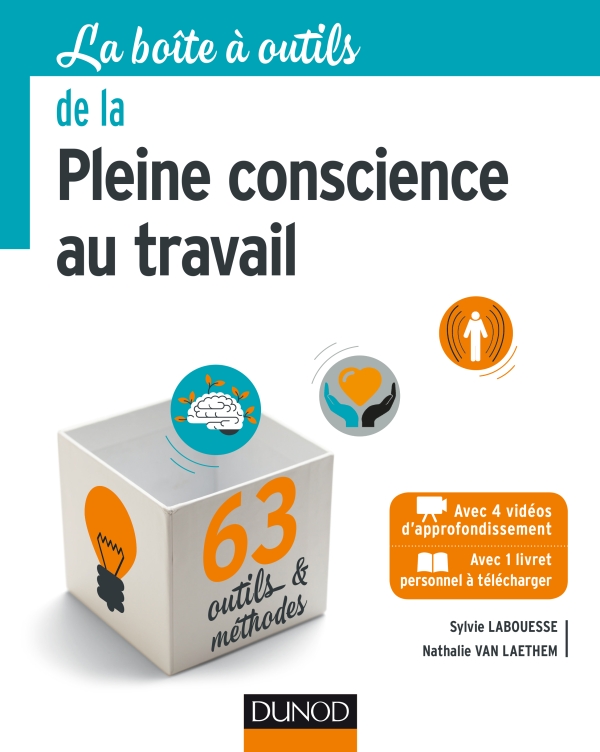 La boîte à outils
de la
Pleine conscience
au travail
63
outils &
méthodes
Avec 4 vidéos
d'approfondissement
Avec 1 livret
personnel à télécharger
Sylvie LABOUESSE
Nathalie VAN LAETHEM
DUNOD